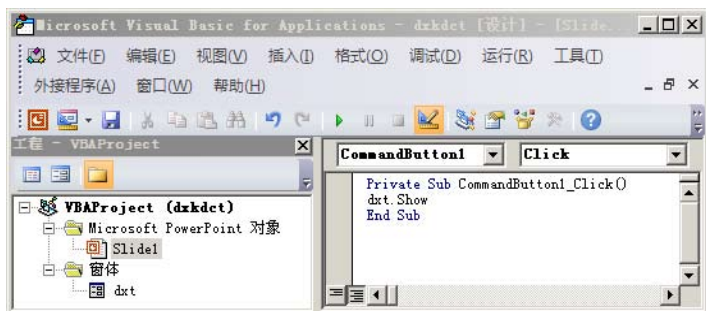 Microsoft Visual Basic for Applications - dxkdct [设计] - [Slide...
文件(F) 编辑(E) 视图(V) 插入(I) 格式(O) 调试(D) 运行(R) 工具(T)
外接程序(A) 窗口(W) 帮助(H)
工程 - VBAProject
CommandButton1 Click
VBAProject (dxkdct)
Microsoft PowerPoint 对象
Slide1
窗体
dxt
Private Sub CommandButton1_Click()
dxt.Show
End Sub